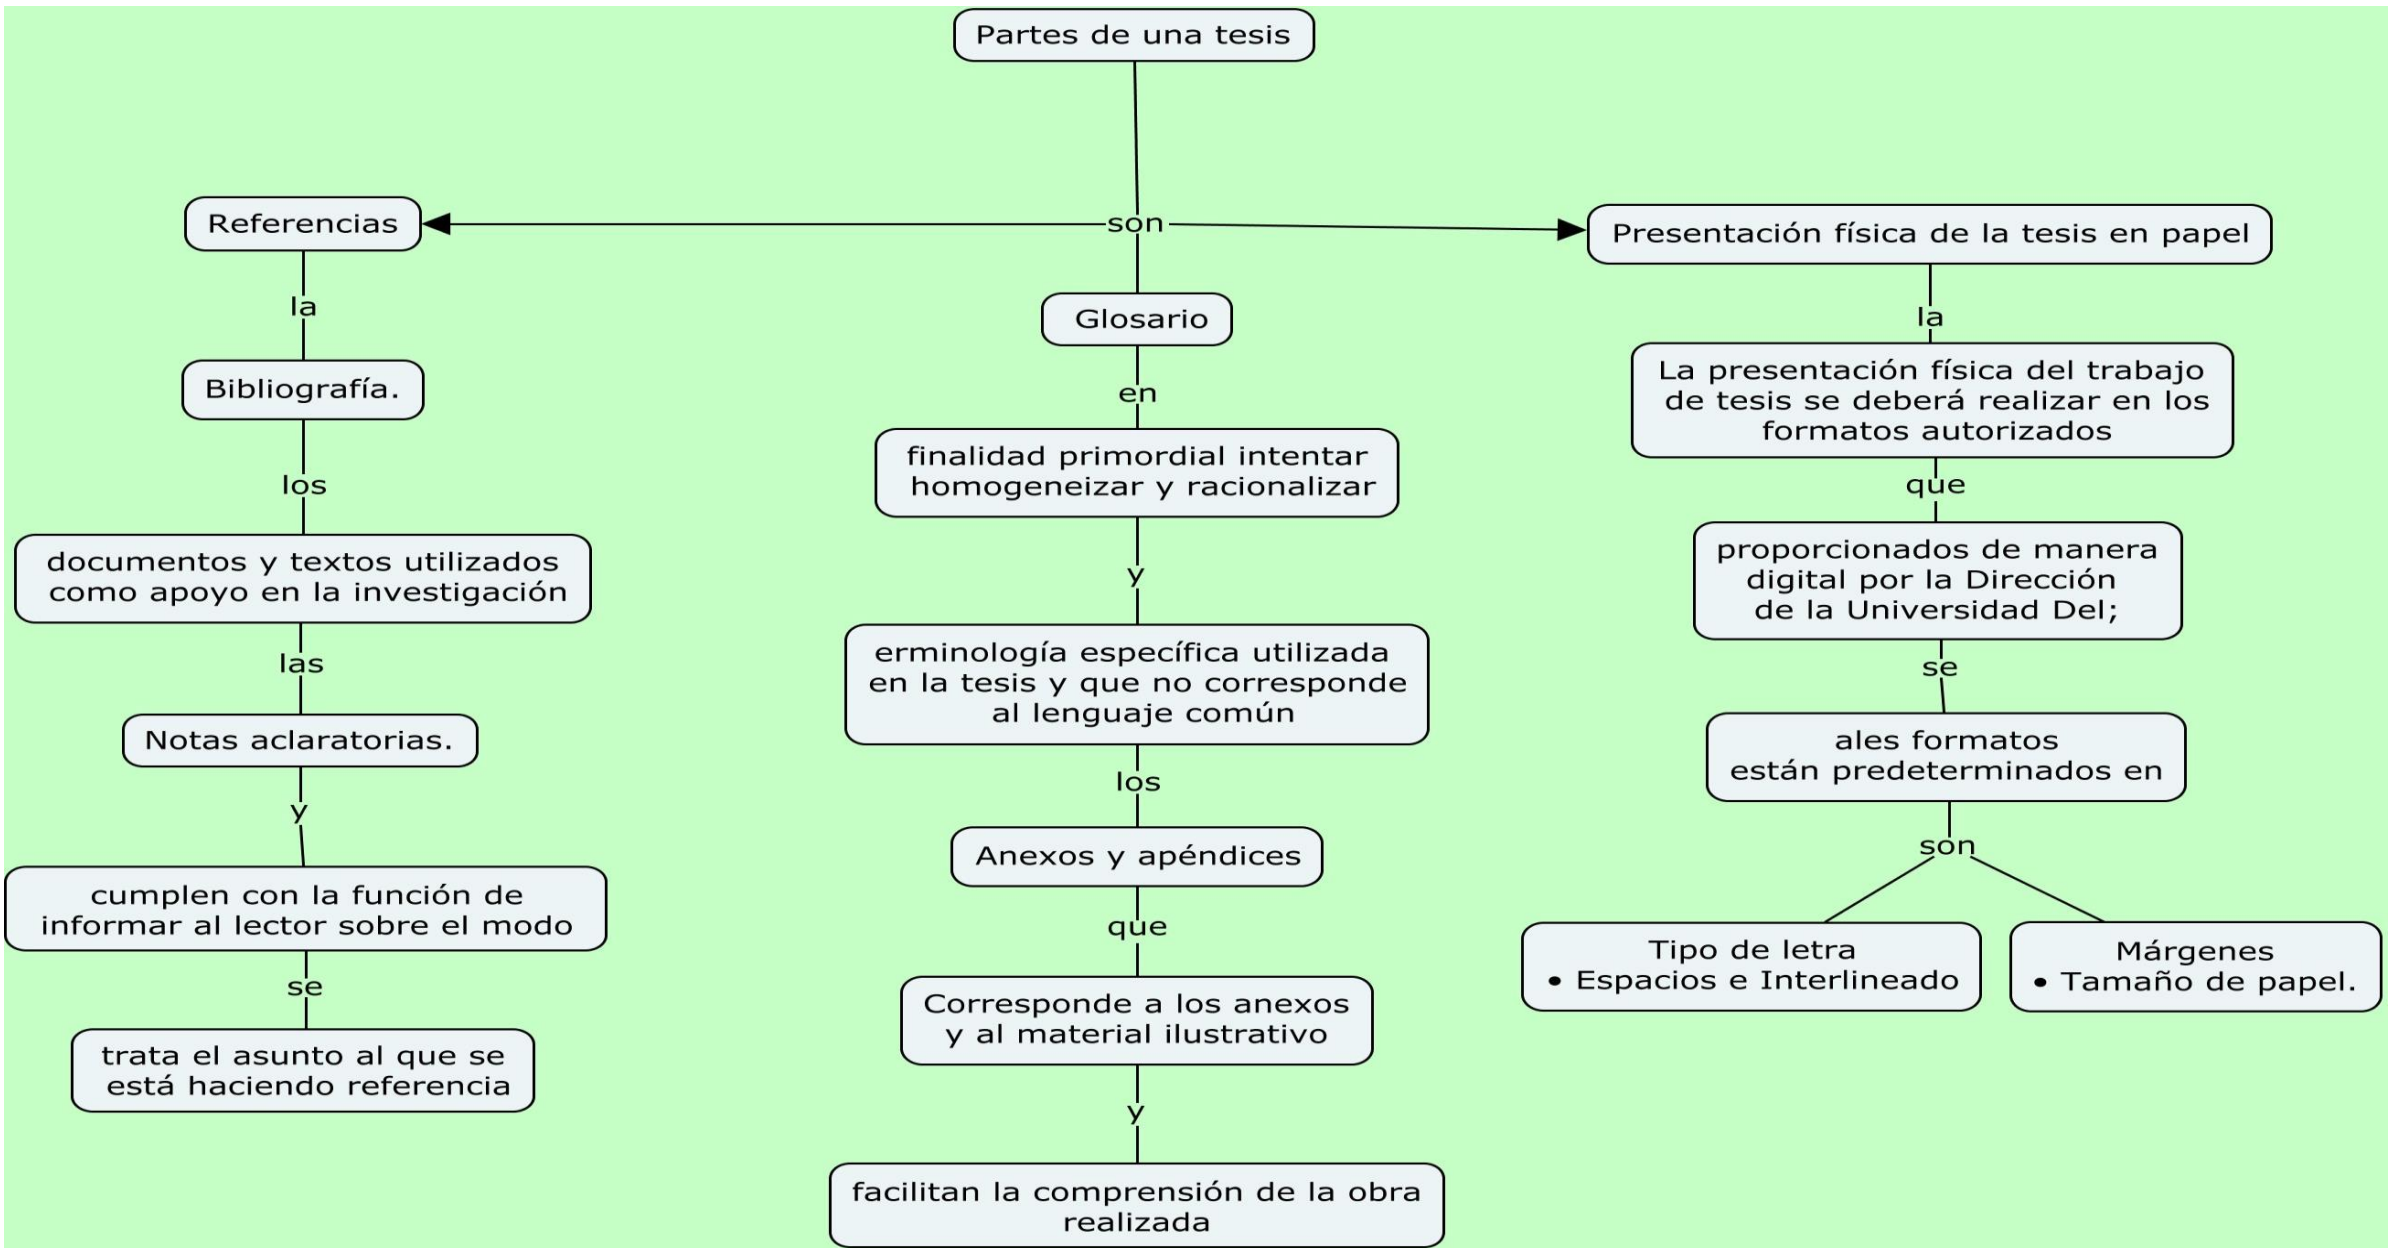 Partes de una tesis
son
Referencias
la
Bibliografía.
los
documentos y textos utilizados
como apoyo en la investigación
las
Notas aclaratorias.
y
cumplen con la función de
informar al lector sobre el modo
se
trata el asunto al que se
está haciendo referencia
Glosario
en
finalidad primordial intentar
homogeneizar y racionalizar
y
erminología específica utilizada
en la tesis y que no corresponde
al lenguaje común
los
Anexos y apéndices
que
Corresponde a los anexos
y al material ilustrativo
y
facilitan la comprensión de la obra
realizada
Presentación física de la tesis en papel
la
La presentación física del trabajo
de tesis se deberá realizar en los
formatos autorizados
que
proporcionados de manera
digital por la Dirección
de la Universidad Del;
se
ales formatos
están predeterminados en
son
Tipo de letra
• Espacios e Interlineado
Márgenes
• Tamaño de papel.